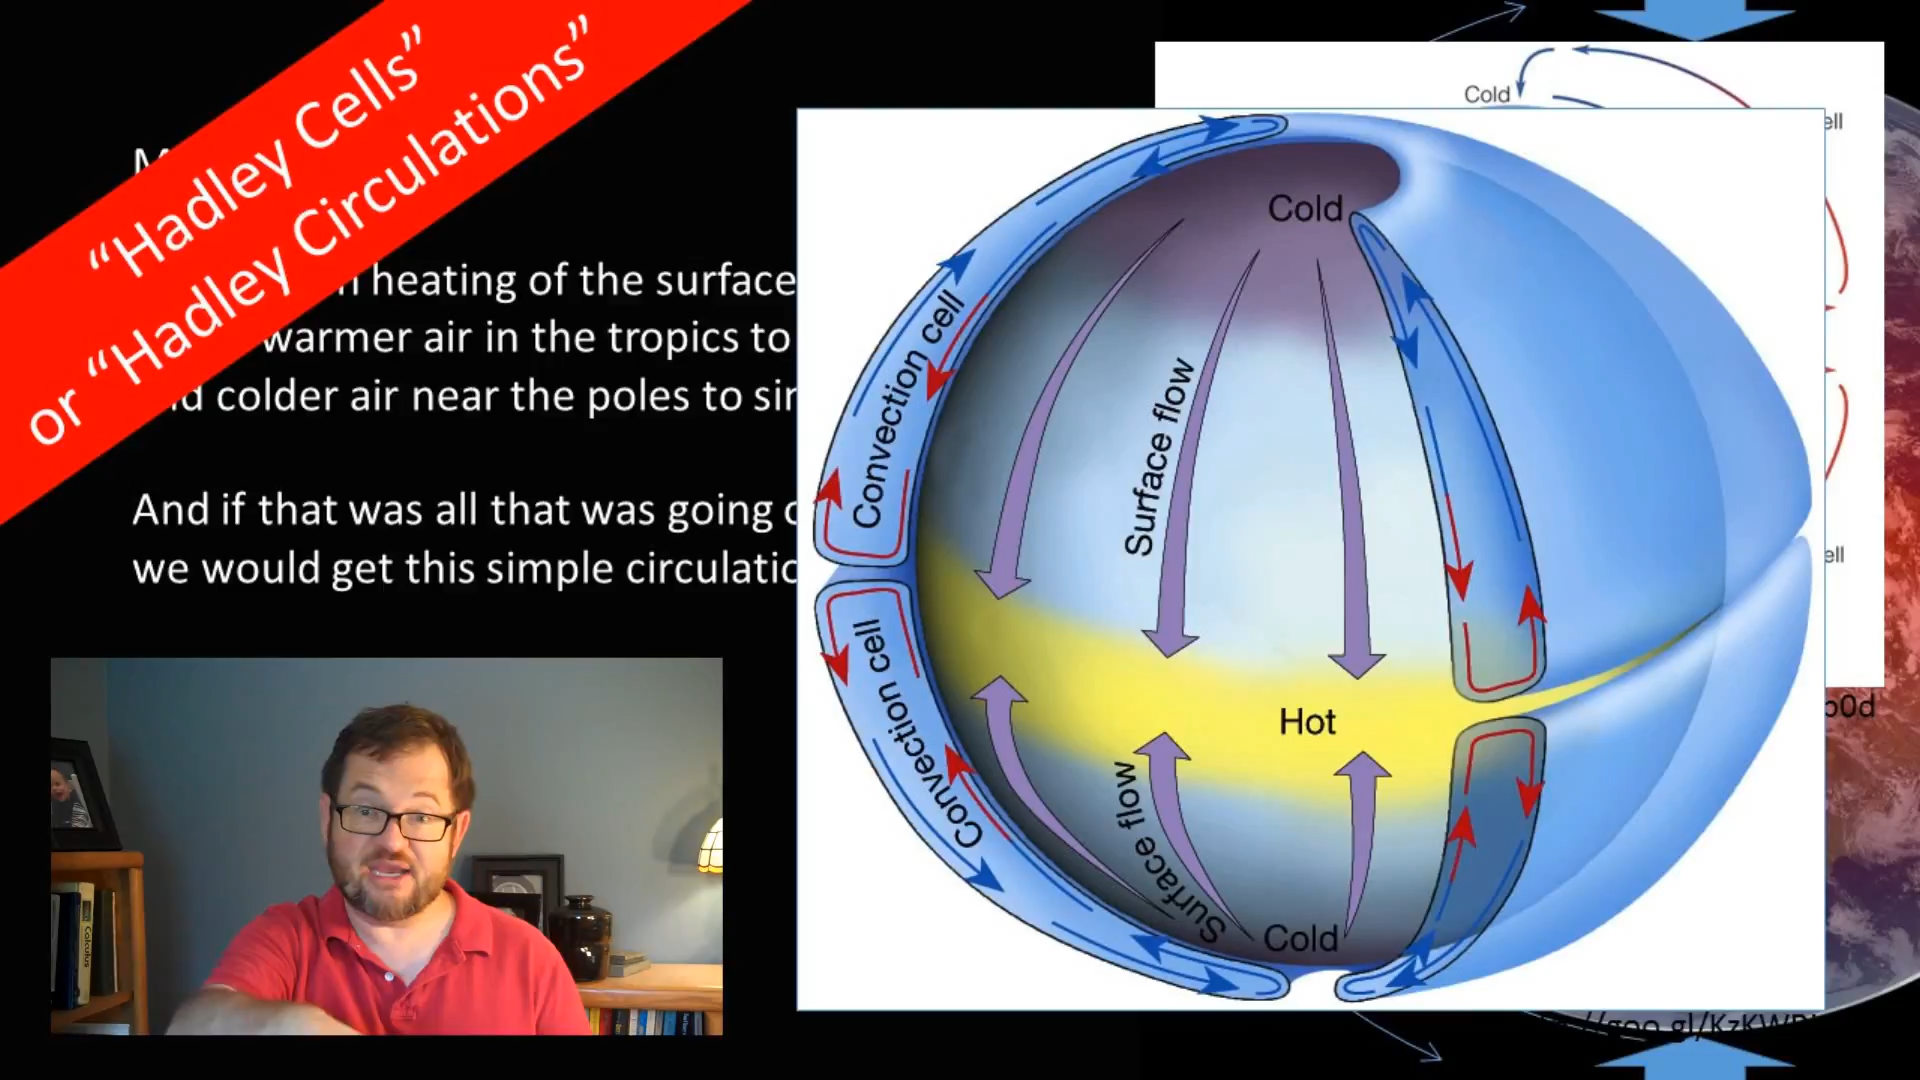 “Hadley Cells”
or “Hadley Circulations”
heating of the surface
warmer air in the tropics to
colder air near the poles to
And if that was all that was going
we would get this simple
Cold
Cold
Convection cell
Surface flow
Hot
Convection cell
Surface flow
Cold
Calculus